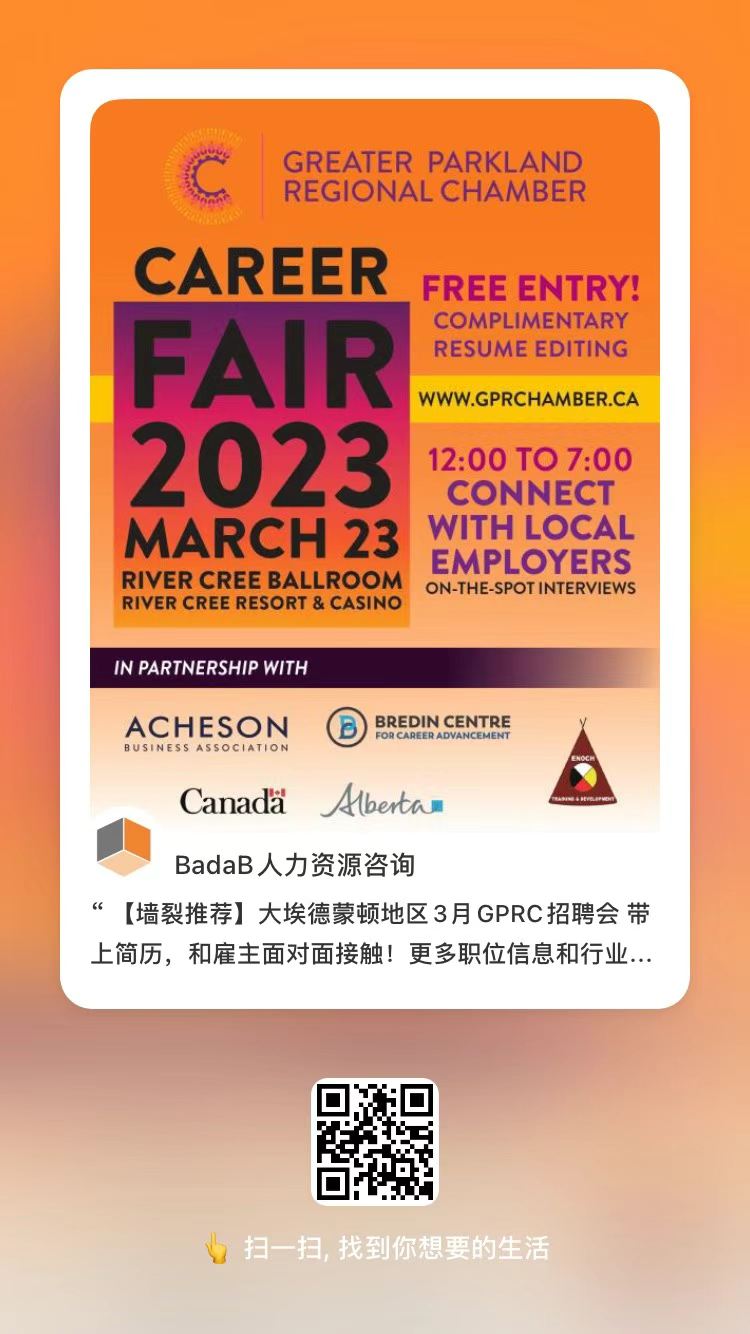 GREATER PARKLAND
REGIONAL CHAMBER
CAREER
FAIR
2023
MARCH 23
RIVER CREE BALLROOM
RIVER CREE RESORT & CASINO
FREE ENTRY!
COMPLIMENTARY
RESUME EDITING
WWW.GPRCHAMBER.CA
12:00 TO 7:00
CONNECT
WITH LOCAL
EMPLOYERS
ON-THE-SPOT INTERVIEWS
IN PARTNERSHIP WITH
ACHESON
BUSINESS ASSOCIATION
BREDIN CENTRE
FOR CAREER ADVANCEMENT
ENOCH
TRAINING & DEVELOPMENT
Canada
Alberta
BadaB人力资源咨询
“【墙裂推荐】大埃德蒙顿地区3月GPRC招聘会 带
上简历，和雇主面对面接触！更多职位信息和行业...
扫一扫, 找到你想要的生活